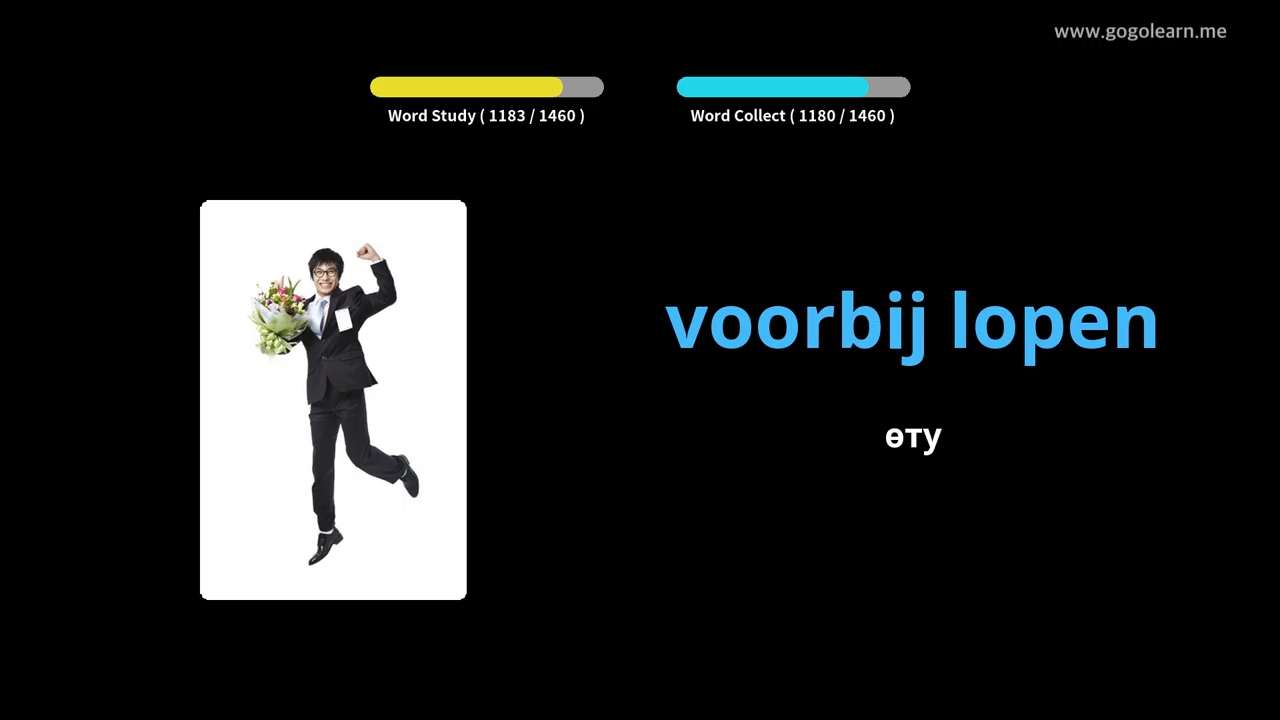 www.gogolearn.me
Word Study ( 1183 / 1460 )
Word Collect ( 1180 / 1460 )
voorbij lopen
өту